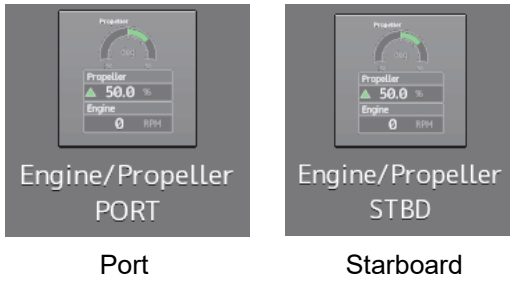 Propeller
Propeller
50.0 %
Engine
0 RPM
Engine/Propeller
PORT
Port
Propeller
Propeller
50.0 %
Engine
0 RPM
Engine/Propeller
STBD
Starboard